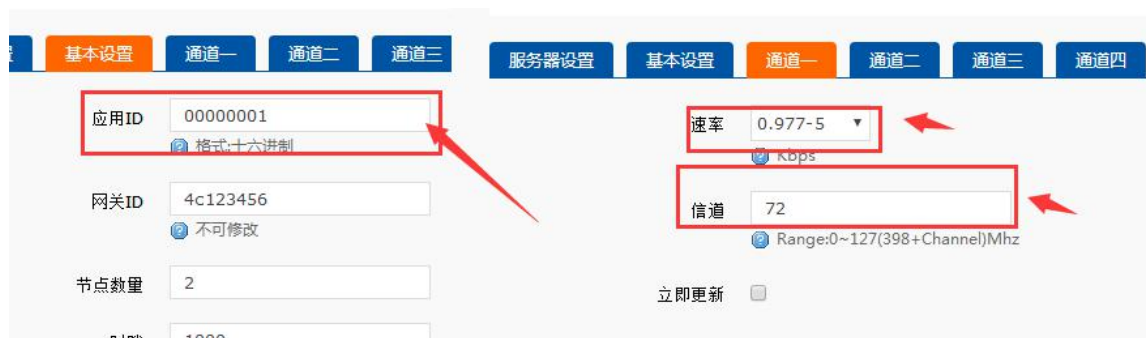 基本设置 通道一 通道二 通道三
应用ID 00000001
格式:十六进制
网关ID 4c123456
不可修改
节点数量 2
服务器设置 基本设置 通道一 通道二 通道三 通道四
速率 0.977-5
Kbps
信道 72
Range:0~127(398+Channel)Mhz
立即更新